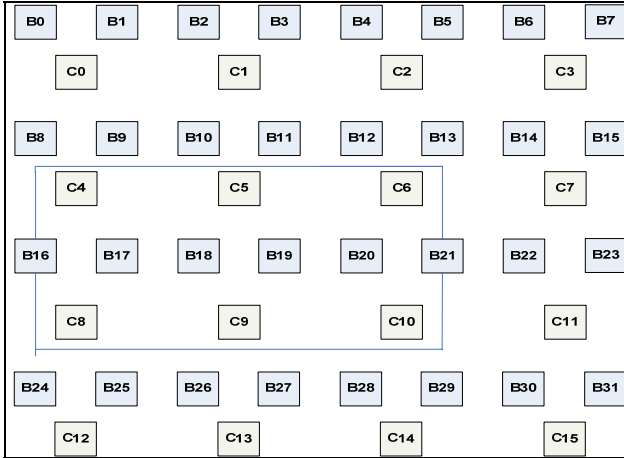 B0 B1 B2 B3 B4 B5 B6 B7
C0 C1 C2 C3
B8 B9 B10 B11 B12 B13 B14 B15
C4 C5 C6 C7
B16 B17 B18 B19 B20 B21 B22 B23
C8 C9 C10 C11
B24 B25 B26 B27 B28 B29 B30 B31
C12 C13 C14 C15